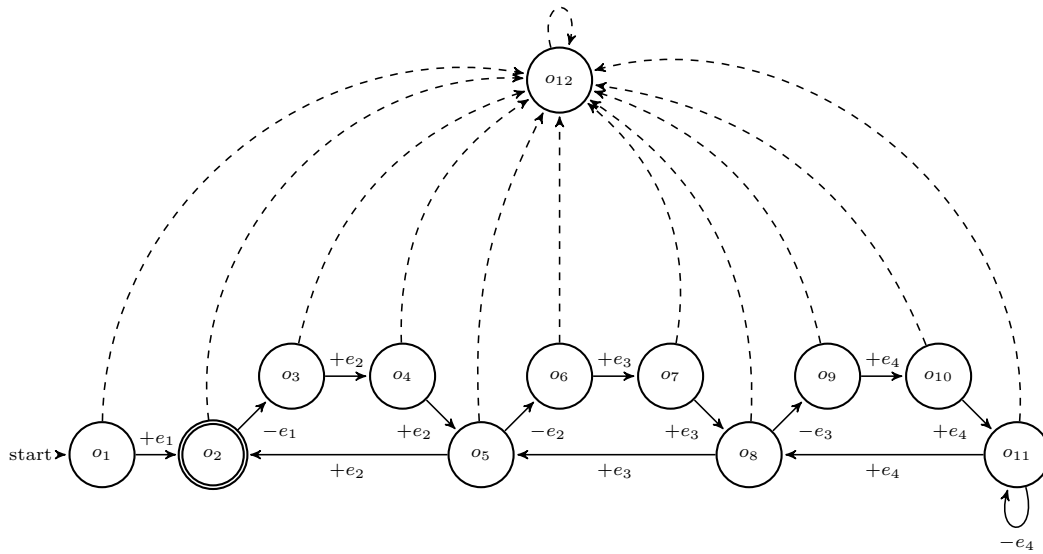 o₁₂
o₃
+e₂
o₄
o₆
+e₃
o₇
o₉
+e₄
o₁₀
start
o₁
+e₁
o₂
−e₁
+e₂
o₅
−e₂
+e₃
o₈
−e₃
+e₄
o₁₁
+e₂
+e₃
+e₄
−e₄